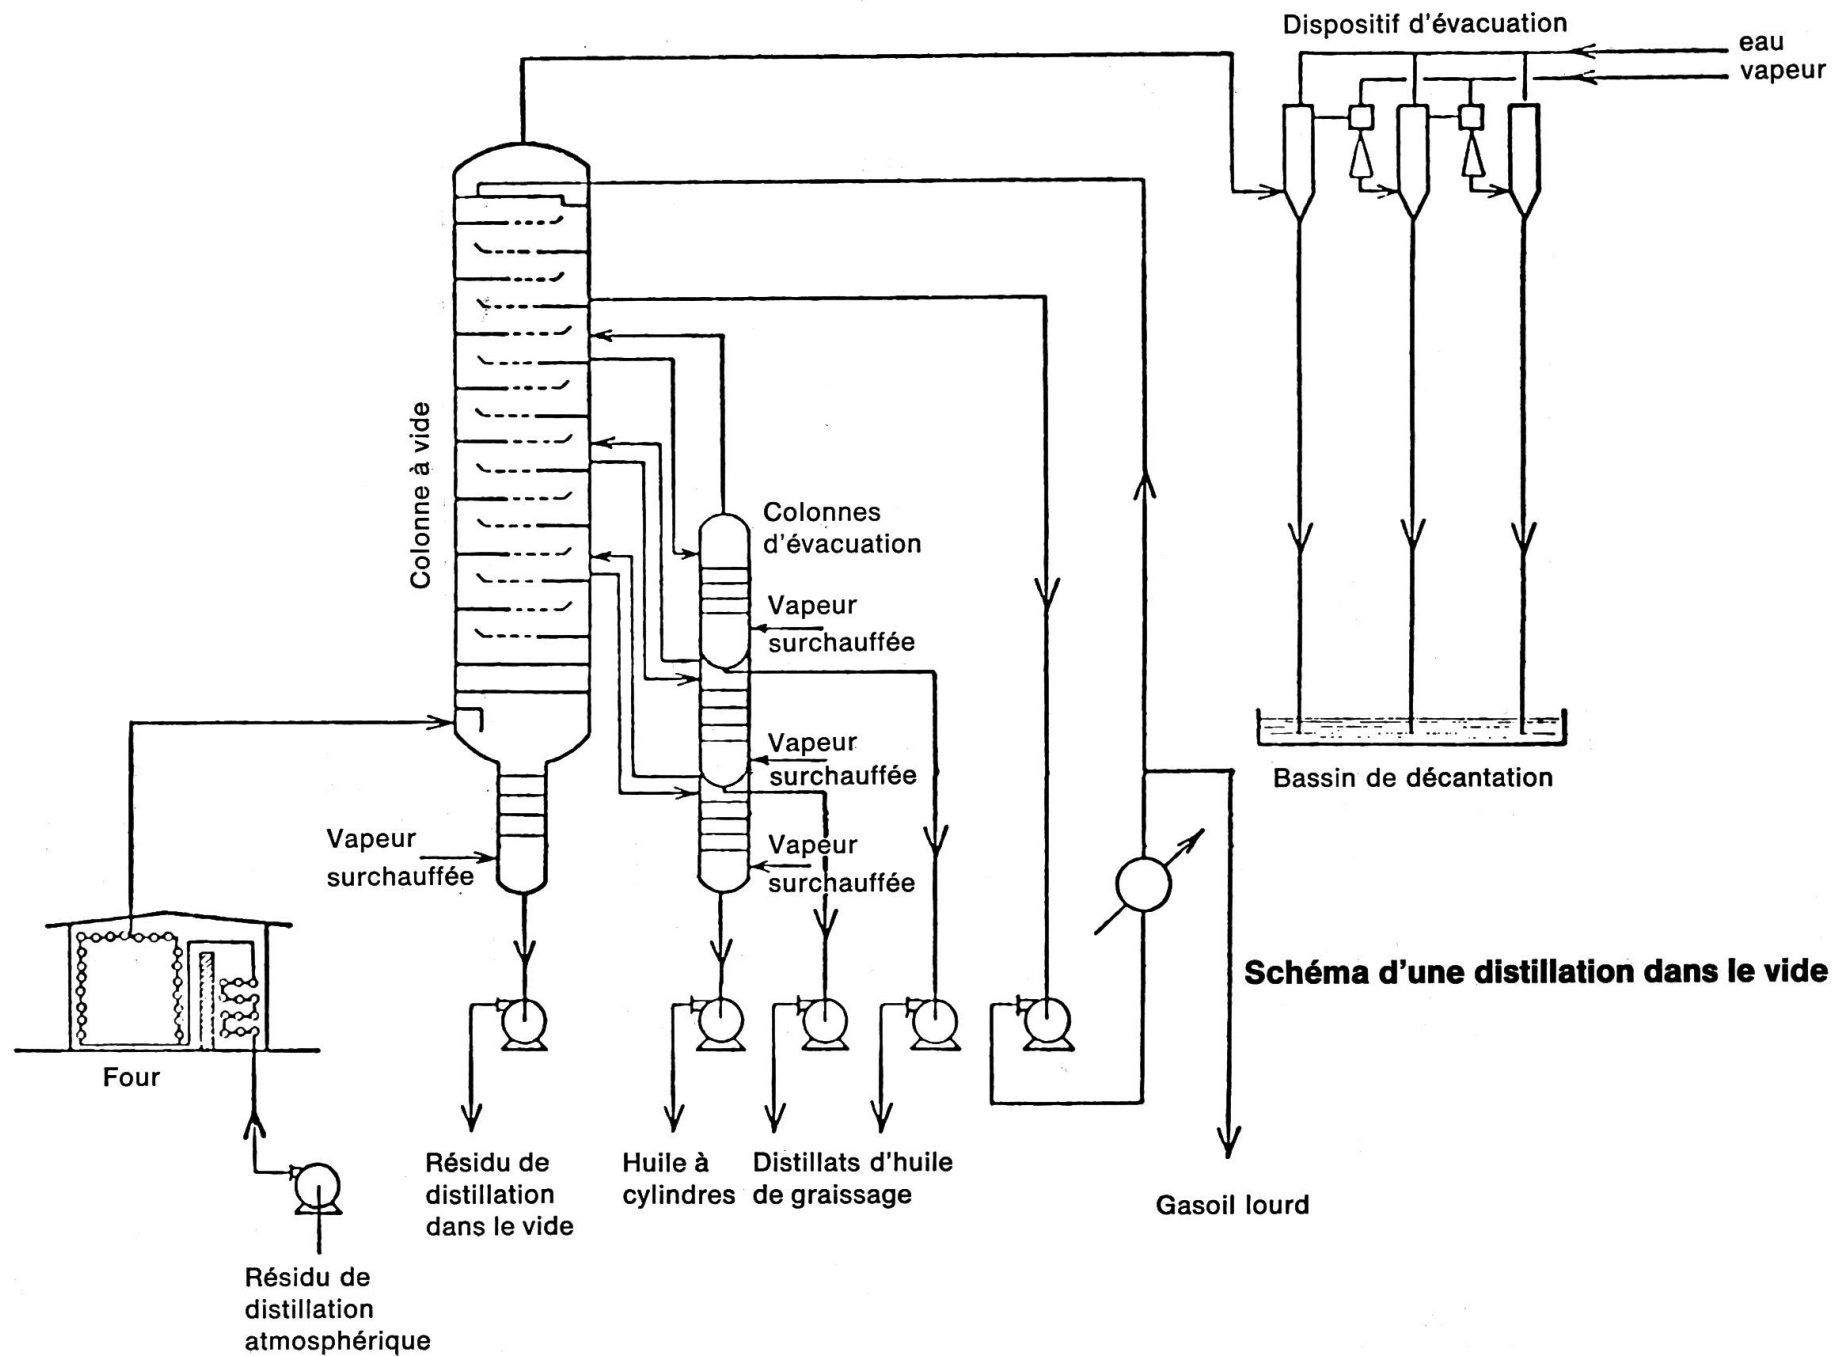 Dispositif d'évacuation
eau
vapeur
Colonne à vide
Colonnes
d'évacuation
Vapeur
surchauffée
Vapeur
surchauffée
Bassin de décantation
Vapeur
surchauffée
Vapeur
surchauffée
Schéma d'une distillation dans le vide
Four
Résidu de
distillation
dans le vide
Huile à
cylindres
Distillats d'huile
de graissage
Gasoil lourd
Résidu de
distillation
atmosphérique